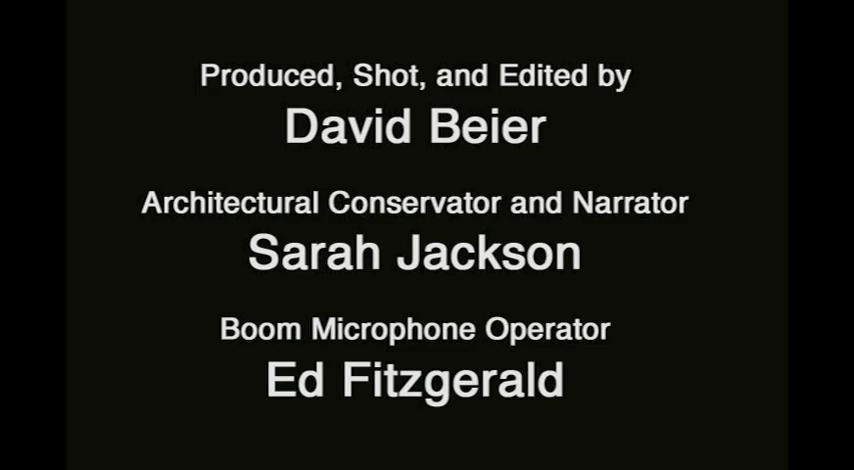 Produced, Shot, and Edited by
David Beier
Architectural Conservator and Narrator
Sarah Jackson
Boom Microphone Operator
Ed Fitzgerald